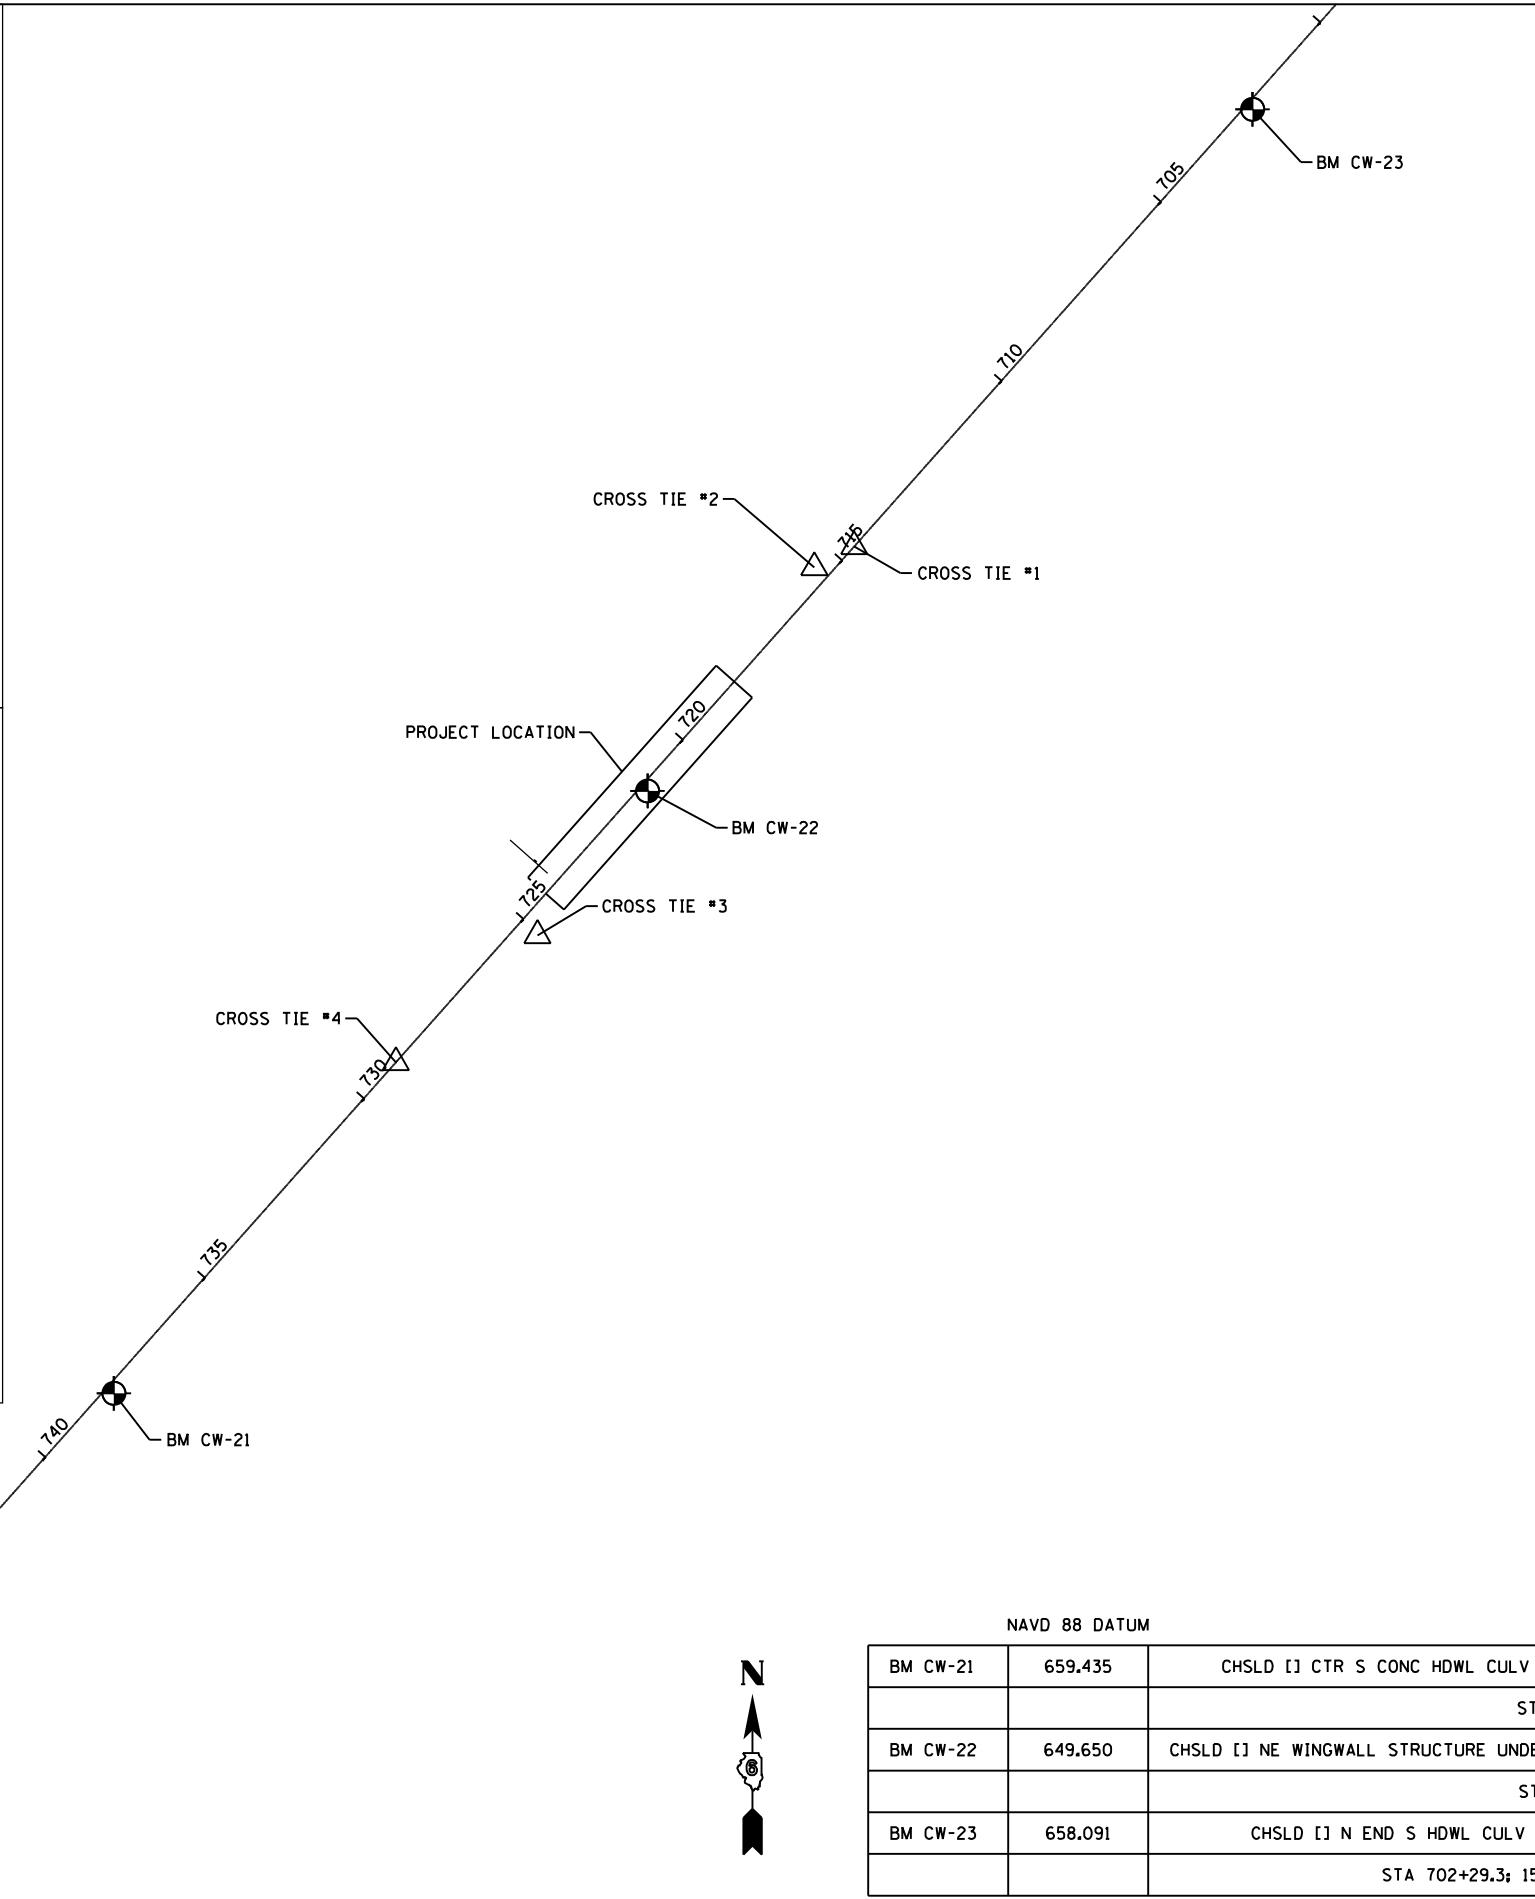 BM CW-23
705
710
CROSS TIE #2
715
CROSS TIE #1
720
PROJECT LOCATION
BM CW-22
725
CROSS TIE #3
CROSS TIE #4
730
735
740
BM CW-21
NAVD 88 DATUM
N
6
BM CW-21 659.435 CHSLD [] CTR S CONC HDWL CULV
ST
BM CW-22 649.650 CHSLD [] NE WINGWALL STRUCTURE UNDE
ST
BM CW-23 658.091 CHSLD [] N END S HDWL CULV
STA 702+29.3; 15